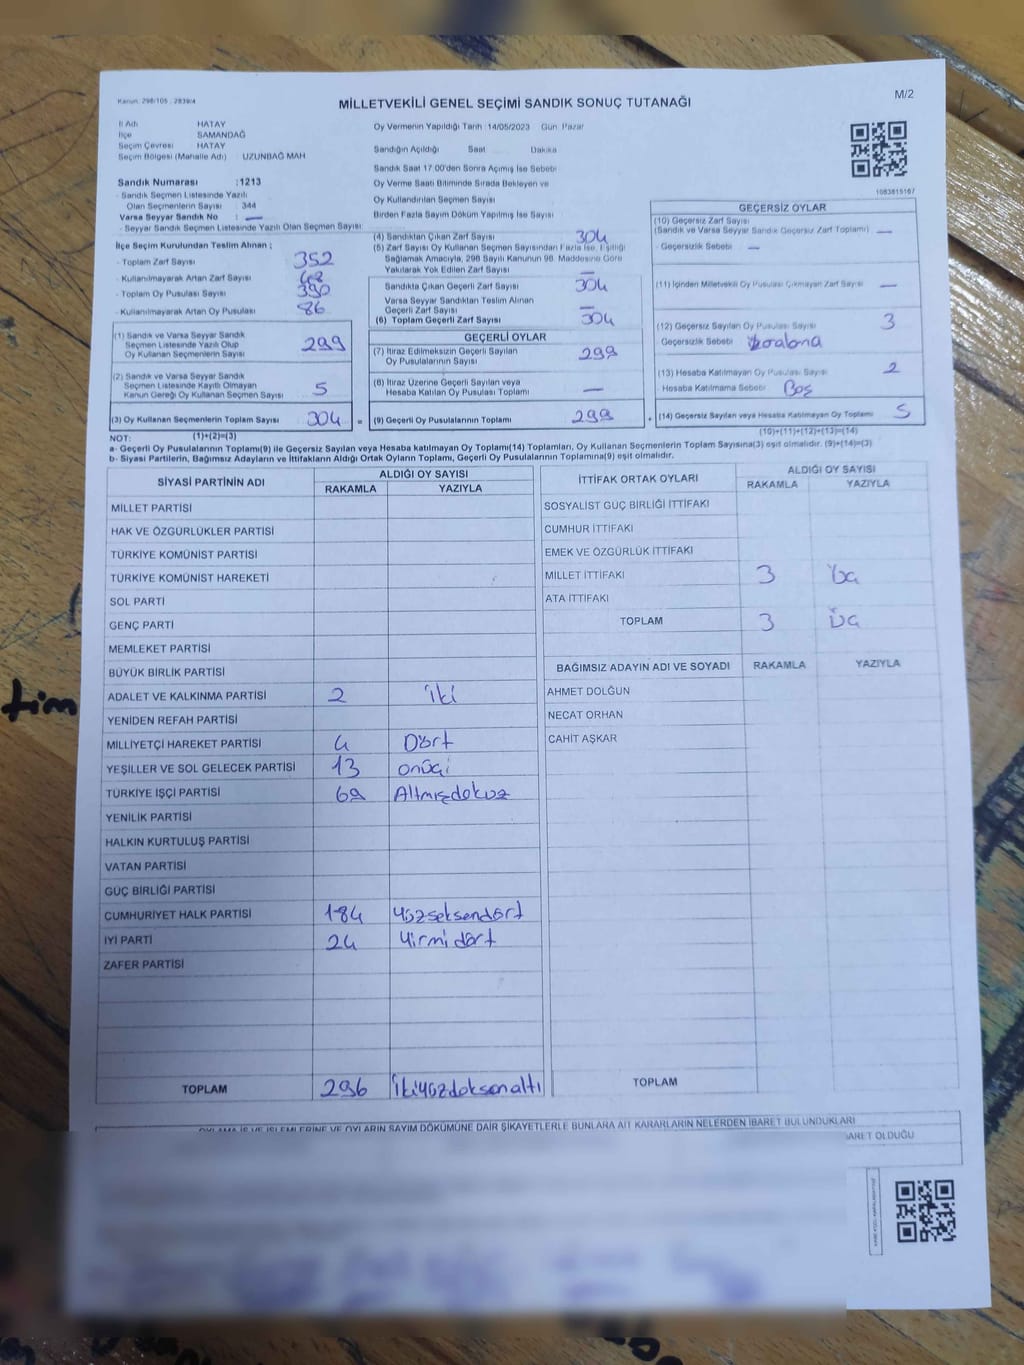 Kanun: 298/105 , 2839/4
MİLLETVEKİLİ GENEL SEÇİMİ SANDIK SONUÇ TUTANAĞI
M/2
İl Adı HATAY
İlçe SAMANDAĞ
Seçim Çevresi HATAY
Seçim Bölgesi (Mahalle Adı) UZUNBAĞ MAH
Oy Vermenin Yapıldığı Tarih :14/05/2023 Gün Pazar
Sandığın Açıldığı Saat Dakika
Sandık Saat 17.00'den Sonra Açımış İse Sebebi
Oy Verme Saati Bitiminde Sırada Bekleyen ve
Oy Kullandırılan Seçmen Sayısı
Birden Fazla Sayım Döküm Yapılmış İse Sayısı
1083815167
Sandık Numarası :1213
- Sandık Seçmen Listesinde Yazılı
Olan Seçmenlerin Sayısı : 344
Varsa Seyyar Sandık No : —
- Seyyar Sandık Seçmen Listesinde Yazılı Olan Seçmen Sayısı
İlçe Seçim Kurulundan Teslim Alınan ;
- Toplam Zarf Sayısı 352
- Kullanılmayarak Artan Zarf Sayısı 48
- Toplam Oy Pusulası Sayısı 390
- Kullanılmayarak Artan Oy Pusulası 86
(1) Sandık ve Varsa Seyyar Sandık
Seçmen Listesinde Yazılı Olup
Oy Kullanan Seçmenlerin Sayısı 299
(2) Sandık ve Varsa Seyyar Sandık
Seçmen Listesinde Kayıtlı Olmayan
Kanun Gereği Oy Kullanan Seçmen Sayısı 5
(3) Oy Kullanan Seçmenlerin Toplam Sayısı 304 =
(1)+(2)=(3)
(4) Sandıktan Çıkan Zarf Sayısı 304
(5) Zarf Sayısı Oy Kullanan Seçmen Sayısından Fazla İse, Eşitliği
Sağlamak Amacıyla, 298 Sayılı Kanunun 98. Maddesine Göre
Yakılarak Yok Edilen Zarf Sayısı —
Sandıkta Çıkan Geçerli Zarf Sayısı 304
Varsa Seyyar Sandıktan Teslim Alınan
Geçerli Zarf Sayısı —
(6) Toplam Geçerli Zarf Sayısı 304
GEÇERLİ OYLAR
(7) İtiraz Edilmeksizin Geçerli Sayılan
Oy Pusulalarının Sayısı 299
(8) İtiraz Üzerine Geçerli Sayılan veya
Hesaba Katılan Oy Pusulası Toplamı —
(9) Geçerli Oy Pusulalarının Toplamı 299 +
GEÇERSİZ OYLAR
(10) Geçersiz Zarf Sayısı
(Sandık ve Varsa Seyyar Sandık Geçersiz Zarf Toplamı) —
- Geçersizlik Sebebi —
(11) İçinden Milletvekili Oy Pusulası Çıkmayan Zarf Sayısı —
(12) Geçersiz Sayılan Oy Pusulası Sayısı 3
- Geçersizlik Sebebi
(13) Hesaba Katılmayan Oy Pusulası Sayısı 2
Hesaba Katılmama Sebebi Boş
(14) Geçersiz Sayılan veya Hesaba Katılmayan Oy Toplamı 5
(10)+(11)+(12)+(13)=(14)
NOT:
a- Geçerli Oy Pusulalarının Toplamı(9) ile Geçersiz Sayılan veya Hesaba katılmayan Oy Toplamı(14) Toplamları, Oy Kullanan Seçmenlerin Toplam Sayısına(3) eşit olmalıdır. (9)+(14)=(3)
b- Siyasi Partilerin, Bağımsız Adayların ve İttifakların Aldığı Ortak Oyların Toplamı, Geçerli Oy Pusulalarının Toplamına(9) eşit olmalıdır.
SİYASİ PARTİNİN ADI ALDIĞI OY SAYISI
RAKAMLA YAZIYLA
MİLLET PARTİSİ
HAK VE ÖZGÜRLÜKLER PARTİSİ
TÜRKİYE KOMÜNİST PARTİSİ
TÜRKİYE KOMÜNİST HAREKETİ
SOL PARTİ
GENÇ PARTİ
MEMLEKET PARTİSİ
BÜYÜK BİRLİK PARTİSİ
ADALET VE KALKINMA PARTİSİ 2 iki
YENİDEN REFAH PARTİSİ
MİLLİYETÇİ HAREKET PARTİSİ 4 Dört
YEŞİLLER VE SOL GELECEK PARTİSİ 13 onüçi
TÜRKİYE İŞÇİ PARTİSİ 69 Altmışdokuz
YENİLİK PARTİSİ
HALKIN KURTULUŞ PARTİSİ
VATAN PARTİSİ
GÜÇ BİRLİĞİ PARTİSİ
CUMHURİYET HALK PARTİSİ 184 Yüzseksendört
İYİ PARTİ 24 Yirmi dört
ZAFER PARTİSİ
TOPLAM 296 İkiyüzdoksanaltı
İTTİFAK ORTAK OYLARI ALDIĞI OY SAYISI
RAKAMLA YAZIYLA
SOSYALİST GÜÇ BİRLİĞİ İTTİFAKI
CUMHUR İTTİFAKI
EMEK VE ÖZGÜRLÜK İTTİFAKI
MİLLET İTTİFAKI 3 üç
ATA İTTİFAKI
TOPLAM 3 üç
BAĞIMSIZ ADAYIN ADI VE SOYADI RAKAMLA YAZIYLA
AHMET DOLĞUN
NECAT ORHAN
CAHİT AŞKAR
TOPLAM
OYLAMA İŞ VE İŞLEMLERİNE VE OYLARIN SAYIM DÖKÜMÜNE DAİR ŞİKAYETLERLE BUNLARA AİT KARARLARIN NELERDEN İBARET BULUNDUKLARI
BARET OLDUĞU
tim